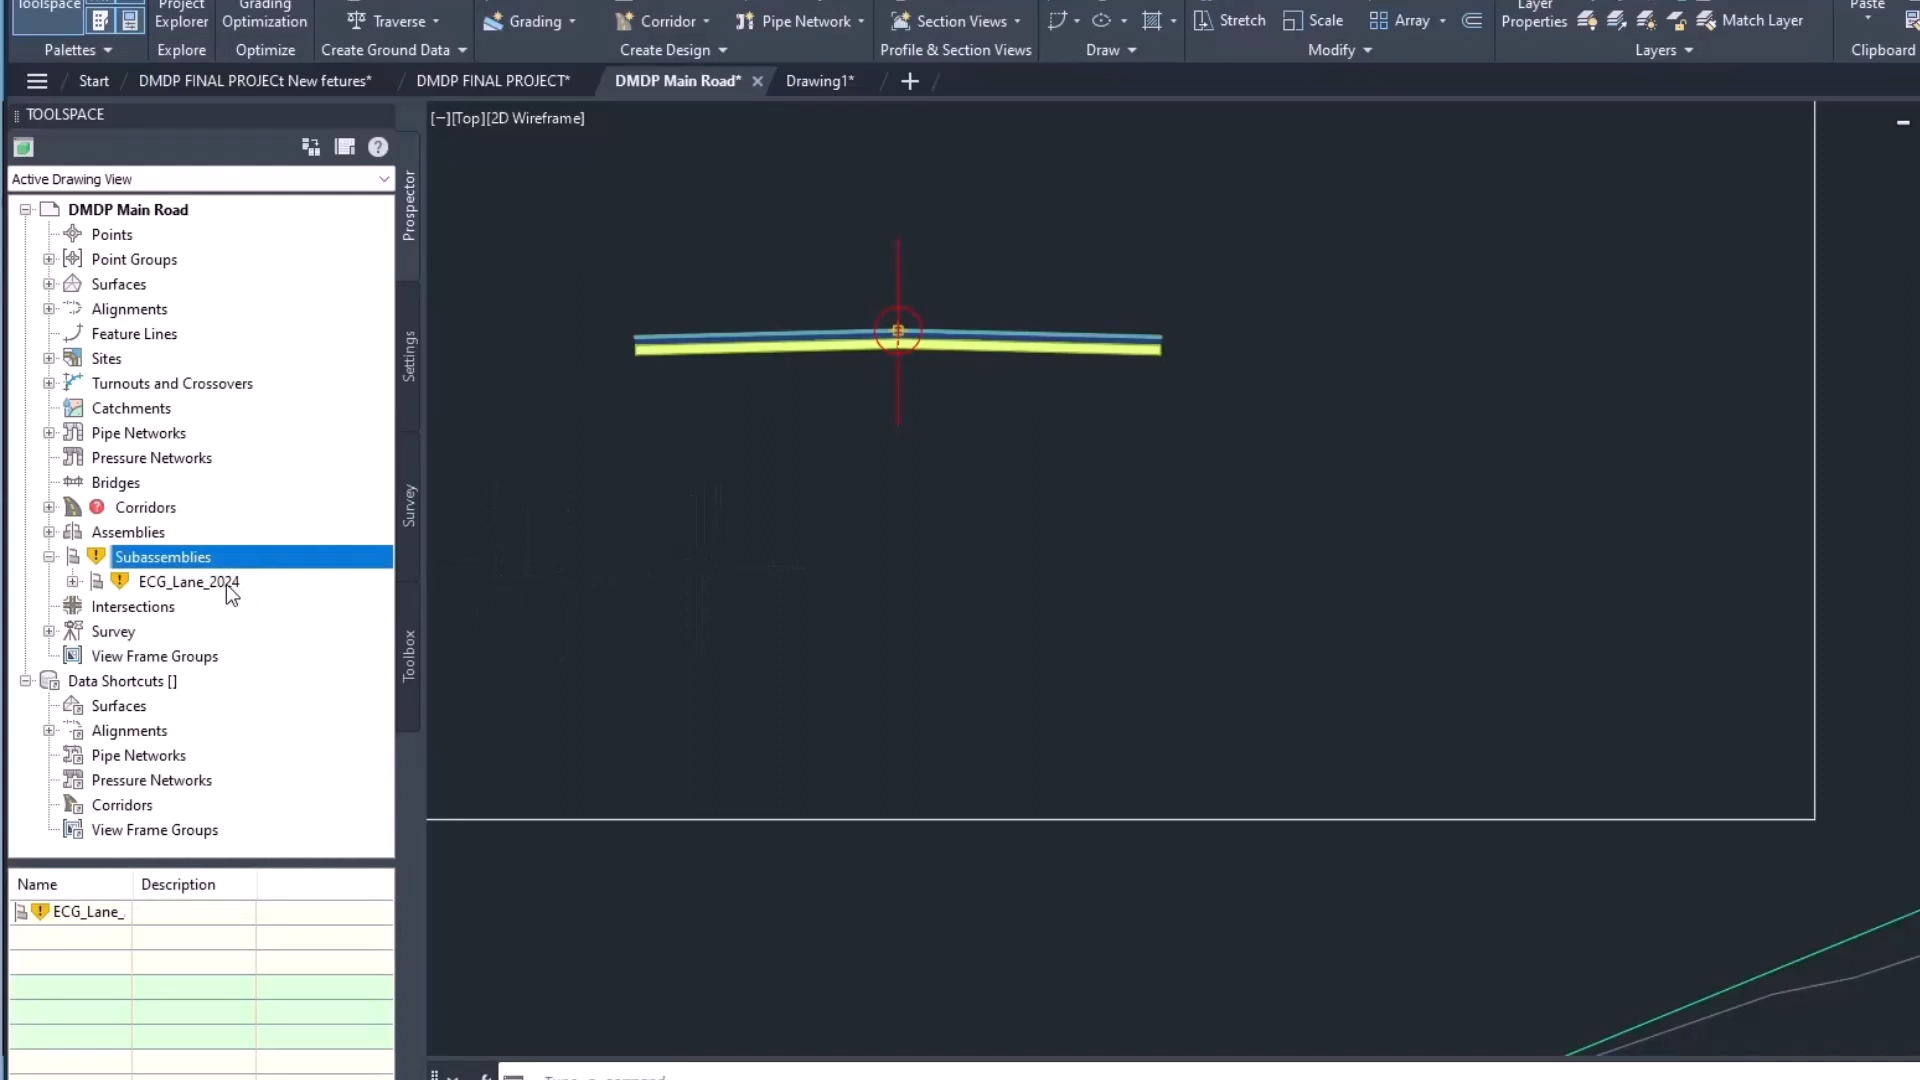 Toolspace
Project
Explorer
Grading
Optimization
Traverse
Grading
Corridor
Pipe Network
Section Views
Stretch
Scale
Array
Layer
Properties
Match Layer
Paste
Palettes
Explore
Optimize
Create Ground Data
Create Design
Profile & Section Views
Draw
Modify
Layers
Clipboard
Start
DMDP FINAL PROJECt New fetures*
DMDP FINAL PROJECT*
DMDP Main Road*
Drawing1*
TOOLSPACE
[−][Top][2D Wireframe]
Active Drawing View
Prospector
Settings
Survey
Toolbox
DMDP Main Road
Points
Point Groups
Surfaces
Alignments
Feature Lines
Sites
Turnouts and Crossovers
Catchments
Pipe Networks
Pressure Networks
Bridges
Corridors
Assemblies
Subassemblies
ECG_Lane_2024
Intersections
Survey
View Frame Groups
Data Shortcuts []
Surfaces
Alignments
Pipe Networks
Pressure Networks
Corridors
View Frame Groups
Name Description
ECG_Lane_
Type a command